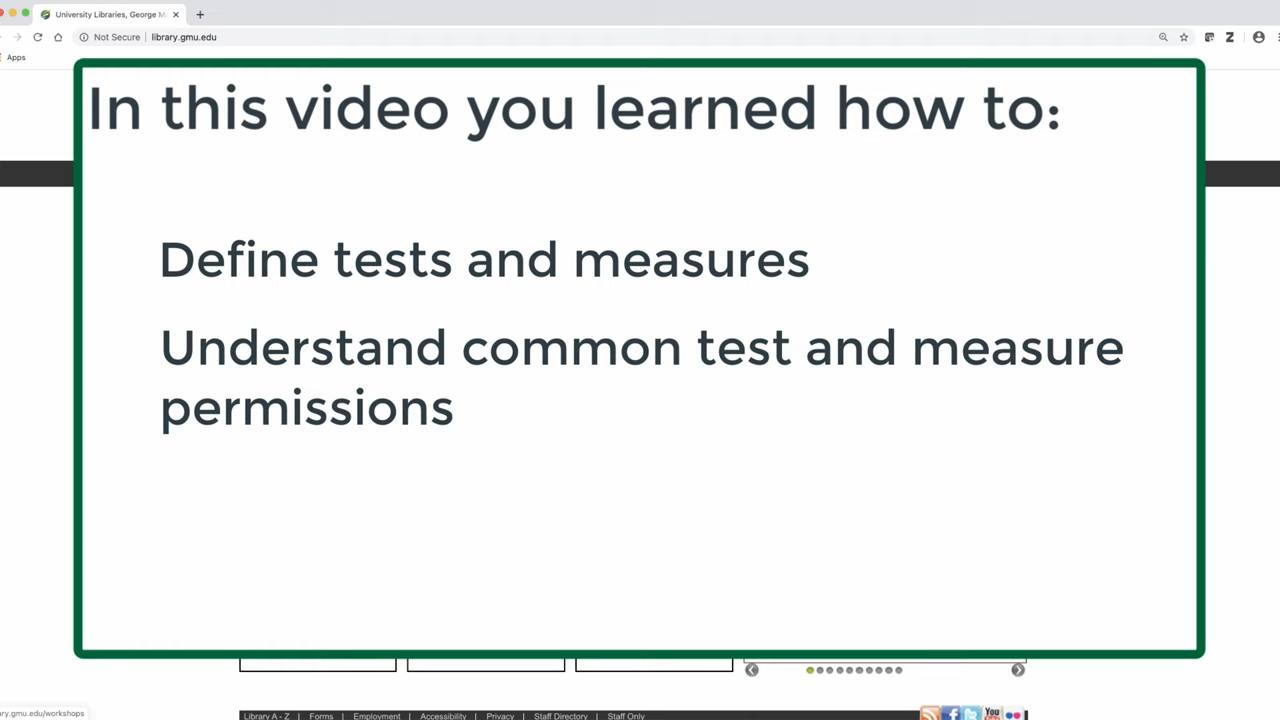 University Libraries, George M
Not Secure library.gmu.edu
Z
Apps
In this video you learned how to:
Define tests and measures
Understand common test and measure
permissions
ary.gmu.edu/workshops
Library A - Z Forms Employment Accessibility Privacy Staff Directory Staff Only
You